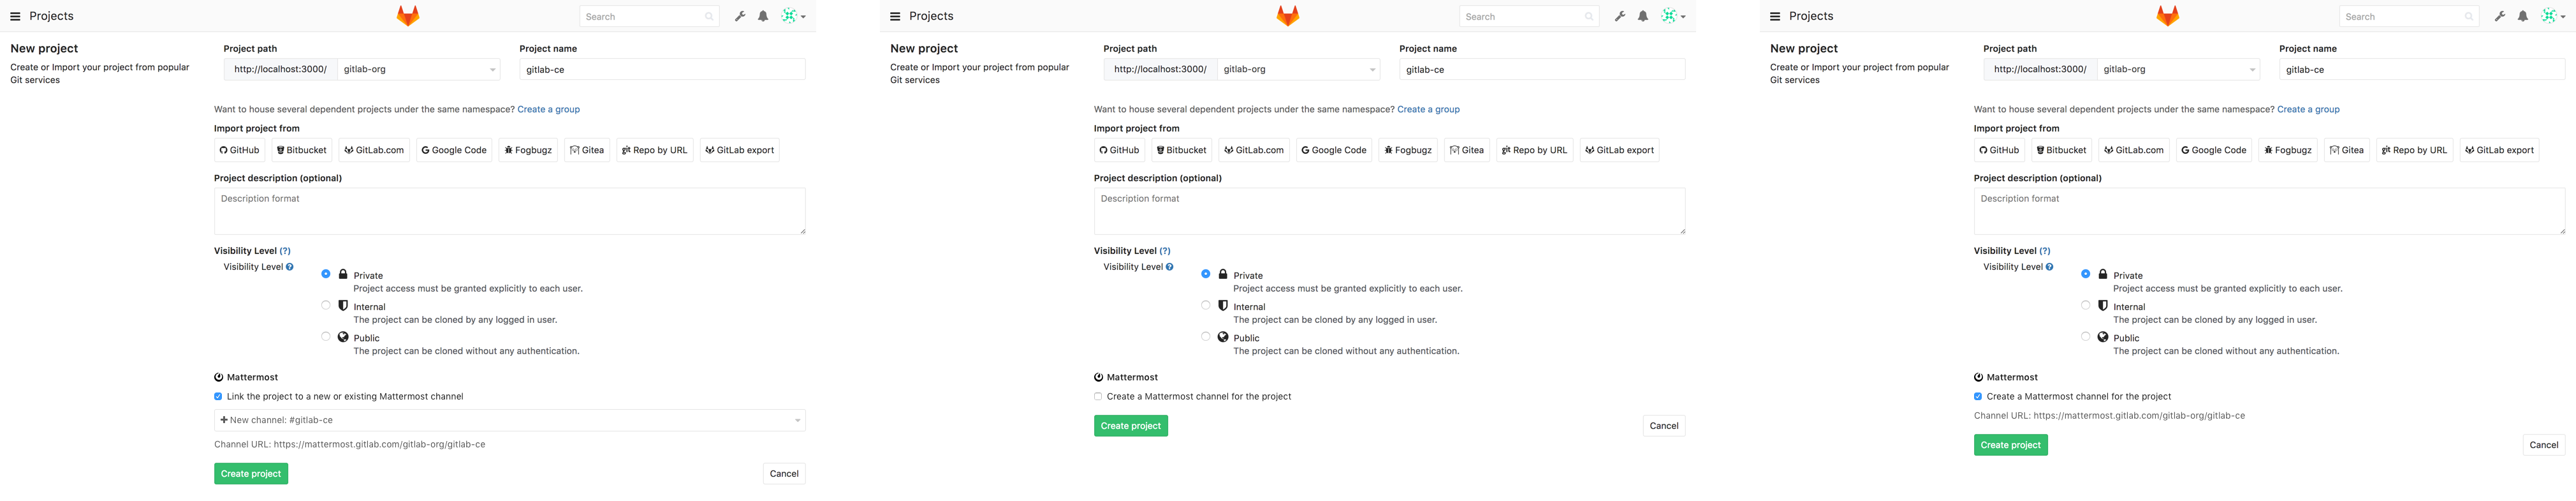 Projects
Search
New project
Create or Import your project from popular
Git services
Project path
Project name
http://localhost:3000/
gitlab-org
gitlab-ce
Want to house several dependent projects under the same namespace? Create a group
Import project from
GitHub
Bitbucket
GitLab.com
Google Code
Fogbugz
Gitea
Repo by URL
GitLab export
Project description (optional)
Description format
Visibility Level (?)
Visibility Level
Private
Project access must be granted explicitly to each user.
Internal
The project can be cloned by any logged in user.
Public
The project can be cloned without any authentication.
Mattermost
Link the project to a new or existing Mattermost channel
New channel: #gitlab-ce
Channel URL: https://mattermost.gitlab.com/gitlab-org/gitlab-ce
Create project
Cancel
Projects
Search
New project
Create or Import your project from popular
Git services
Project path
Project name
http://localhost:3000/
gitlab-org
gitlab-ce
Want to house several dependent projects under the same namespace? Create a group
Import project from
GitHub
Bitbucket
GitLab.com
Google Code
Fogbugz
Gitea
Repo by URL
GitLab export
Project description (optional)
Description format
Visibility Level (?)
Visibility Level
Private
Project access must be granted explicitly to each user.
Internal
The project can be cloned by any logged in user.
Public
The project can be cloned without any authentication.
Mattermost
Create a Mattermost channel for the project
Create project
Cancel
Projects
Search
New project
Create or Import your project from popular
Git services
Project path
Project name
http://localhost:3000/
gitlab-org
gitlab-ce
Want to house several dependent projects under the same namespace? Create a group
Import project from
GitHub
Bitbucket
GitLab.com
Google Code
Fogbugz
Gitea
Repo by URL
GitLab export
Project description (optional)
Description format
Visibility Level (?)
Visibility Level
Private
Project access must be granted explicitly to each user.
Internal
The project can be cloned by any logged in user.
Public
The project can be cloned without any authentication.
Mattermost
Create a Mattermost channel for the project
Channel URL: https://mattermost.gitlab.com/gitlab-org/gitlab-ce
Create project
Cancel